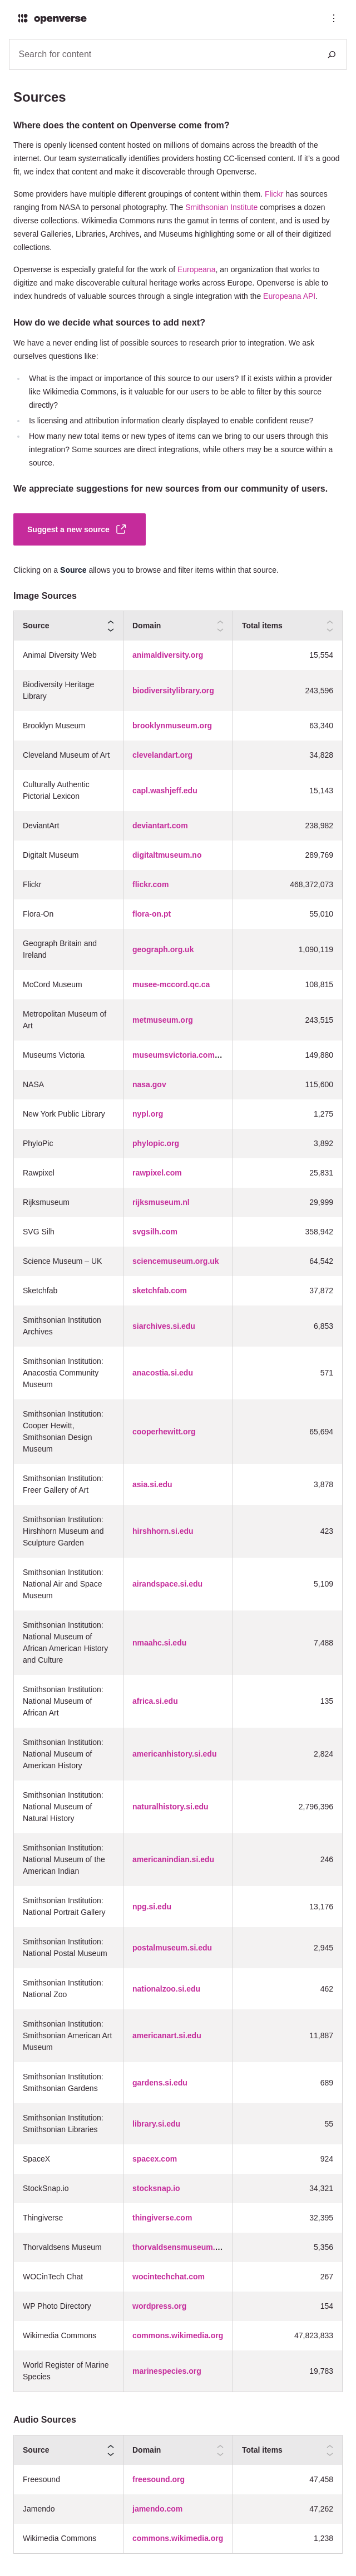 openverse
Search for content
Sources
Where does the content on Openverse come from?
There is openly licensed content hosted on millions of domains across the breadth of the
internet. Our team systematically identifies providers hosting CC-licensed content. If it's a good
fit, we index that content and make it discoverable through Openverse.
Some providers have multiple different groupings of content within them. Flickr has sources
ranging from NASA to personal photography. The Smithsonian Institute comprises a dozen
diverse collections. Wikimedia Commons runs the gamut in terms of content, and is used by
several Galleries, Libraries, Archives, and Museums highlighting some or all of their digitized
collections.
Openverse is especially grateful for the work of Europeana, an organization that works to
digitize and make discoverable cultural heritage works across Europe. Openverse is able to
index hundreds of valuable sources through a single integration with the Europeana API.
How do we decide what sources to add next?
We have a never ending list of possible sources to research prior to integration. We ask
ourselves questions like:
What is the impact or importance of this source to our users? If it exists within a provider
like Wikimedia Commons, is it valuable for our users to be able to filter by this source
directly?
Is licensing and attribution information clearly displayed to enable confident reuse?
How many new total items or new types of items can we bring to our users through this
integration? Some sources are direct integrations, while others may be a source within a
source.
We appreciate suggestions for new sources from our community of users.
Suggest a new source
Clicking on a Source allows you to browse and filter items within that source.
Image Sources
Source Domain Total items
Animal Diversity Web animaldiversity.org 15,554
Biodiversity Heritage
Library biodiversitylibrary.org 243,596
Brooklyn Museum brooklynmuseum.org 63,340
Cleveland Museum of Art clevelandart.org 34,828
Culturally Authentic
Pictorial Lexicon capl.washjeff.edu 15,143
DeviantArt deviantart.com 238,982
Digitalt Museum digitaltmuseum.no 289,769
Flickr flickr.com 468,372,073
Flora-On flora-on.pt 55,010
Geograph Britain and
Ireland geograph.org.uk 1,090,119
McCord Museum musee-mccord.qc.ca 108,815
Metropolitan Museum of
Art metmuseum.org 243,515
Museums Victoria museumsvictoria.com... 149,880
NASA nasa.gov 115,600
New York Public Library nypl.org 1,275
PhyloPic phylopic.org 3,892
Rawpixel rawpixel.com 25,831
Rijksmuseum rijksmuseum.nl 29,999
SVG Silh svgsilh.com 358,942
Science Museum – UK sciencemuseum.org.uk 64,542
Sketchfab sketchfab.com 37,872
Smithsonian Institution
Archives siarchives.si.edu 6,853
Smithsonian Institution:
Anacostia Community
Museum anacostia.si.edu 571
Smithsonian Institution:
Cooper Hewitt,
Smithsonian Design
Museum cooperhewitt.org 65,694
Smithsonian Institution:
Freer Gallery of Art asia.si.edu 3,878
Smithsonian Institution:
Hirshhorn Museum and
Sculpture Garden hirshhorn.si.edu 423
Smithsonian Institution:
National Air and Space
Museum airandspace.si.edu 5,109
Smithsonian Institution:
National Museum of
African American History
and Culture nmaahc.si.edu 7,488
Smithsonian Institution:
National Museum of
African Art africa.si.edu 135
Smithsonian Institution:
National Museum of
American History americanhistory.si.edu 2,824
Smithsonian Institution:
National Museum of
Natural History naturalhistory.si.edu 2,796,396
Smithsonian Institution:
National Museum of the
American Indian americanindian.si.edu 246
Smithsonian Institution:
National Portrait Gallery npg.si.edu 13,176
Smithsonian Institution:
National Postal Museum postalmuseum.si.edu 2,945
Smithsonian Institution:
National Zoo nationalzoo.si.edu 462
Smithsonian Institution:
Smithsonian American Art
Museum americanart.si.edu 11,887
Smithsonian Institution:
Smithsonian Gardens gardens.si.edu 689
Smithsonian Institution:
Smithsonian Libraries library.si.edu 55
SpaceX spacex.com 924
StockSnap.io stocksnap.io 34,321
Thingiverse thingiverse.com 32,395
Thorvaldsens Museum thorvaldsensmuseum.... 5,356
WOCinTech Chat wocintechchat.com 267
WP Photo Directory wordpress.org 154
Wikimedia Commons commons.wikimedia.org 47,823,833
World Register of Marine
Species marinespecies.org 19,783
Audio Sources
Source Domain Total items
Freesound freesound.org 47,458
Jamendo jamendo.com 47,262
Wikimedia Commons commons.wikimedia.org 1,238